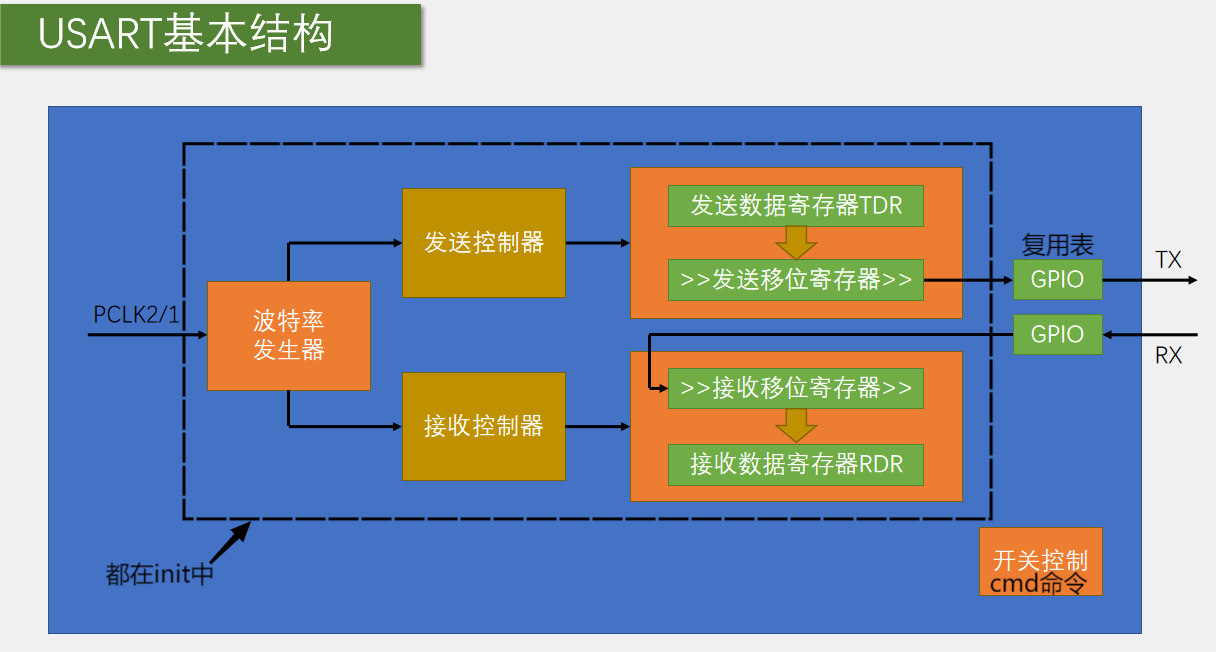 USART基本结构
发送数据寄存器TDR
发送控制器
复用表
>>发送移位寄存器>>
GPIO
TX
PCLK2/1
波特率
发生器
GPIO
RX
>>接收移位寄存器>>
接收控制器
接收数据寄存器RDR
都在init中
开关控制
cmd命令